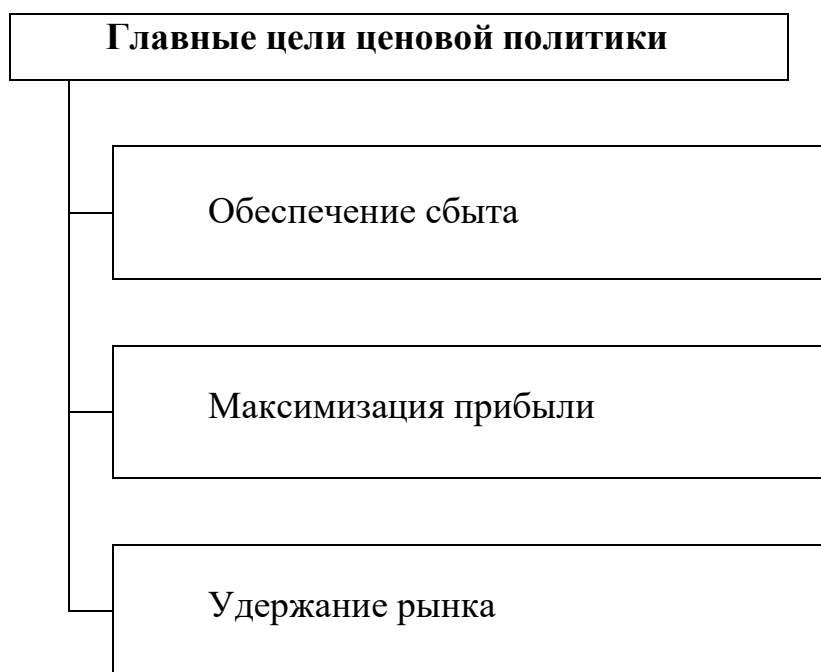 Главные цели ценовой политики
Обеспечение сбыта
Максимизация прибыли
Удержание рынка